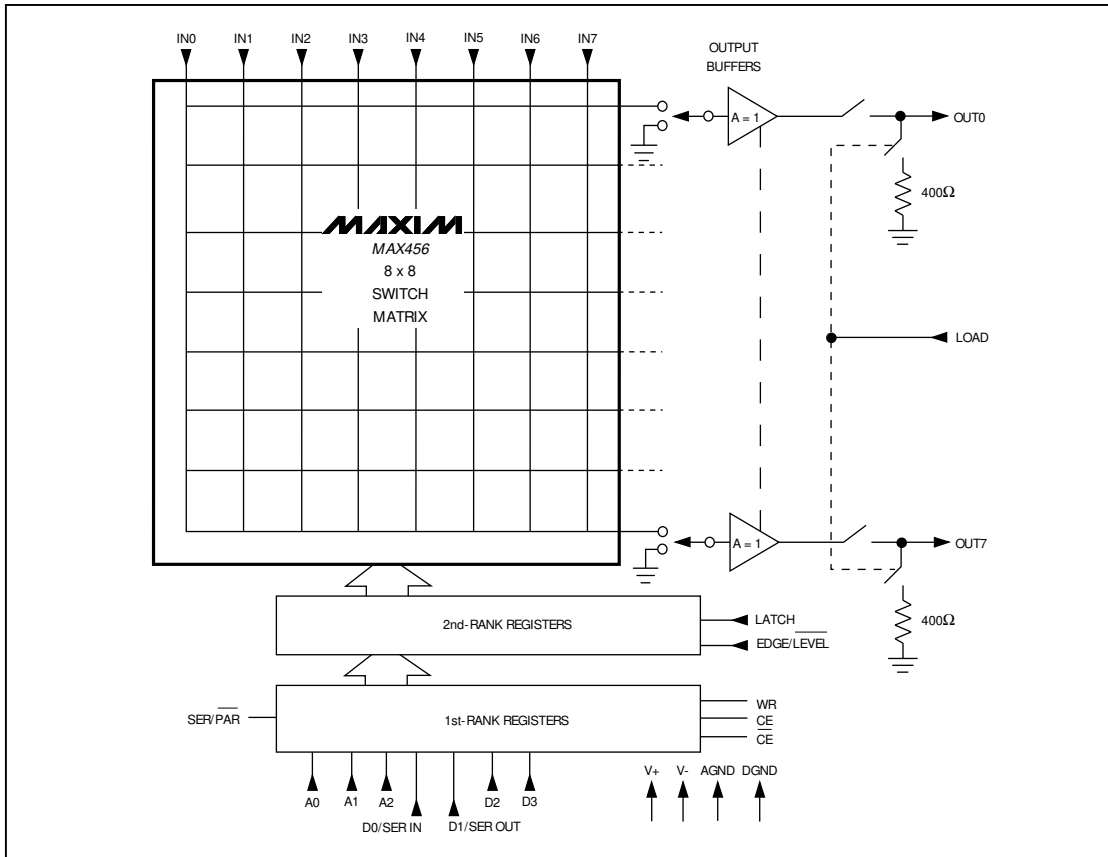 IN0 IN1 IN2 IN3 IN4 IN5 IN6 IN7
OUTPUT
BUFFERS
A = 1
OUT0
400Ω
MAXIM
MAX456
8 x 8
SWITCH
MATRIX
LOAD
A = 1
OUT7
400Ω
2nd-RANK REGISTERS
LATCH
EDGE/LEVEL
SER/PAR
1st-RANK REGISTERS
WR
CE
CE
A0 A1 A2 D2 D3
D0/SER IN D1/SER OUT
V+ V- AGND DGND